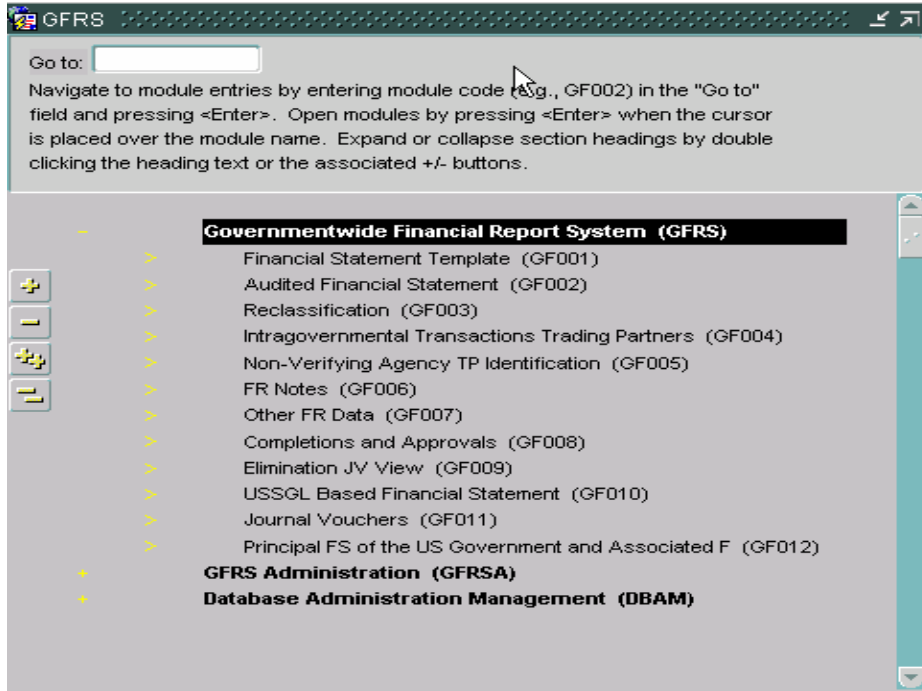 GFRS
Go to:
Navigate to module entries by entering module code (e.g., GF002) in the "Go to"
field and pressing <Enter>. Open modules by pressing <Enter> when the cursor
is placed over the module name. Expand or collapse section headings by double
clicking the heading text or the associated +/- buttons.
- Governmentwide Financial Report System (GFRS)
> Financial Statement Template (GF001)
> Audited Financial Statement (GF002)
> Reclassification (GF003)
> Intragovernmental Transactions Trading Partners (GF004)
> Non-Verifying Agency TP Identification (GF005)
> FR Notes (GF006)
> Other FR Data (GF007)
> Completions and Approvals (GF008)
> Elimination JV View (GF009)
> USSGL Based Financial Statement (GF010)
> Journal Vouchers (GF011)
> Principal FS of the US Government and Associated F (GF012)
+ GFRS Administration (GFRSA)
+ Database Administration Management (DBAM)